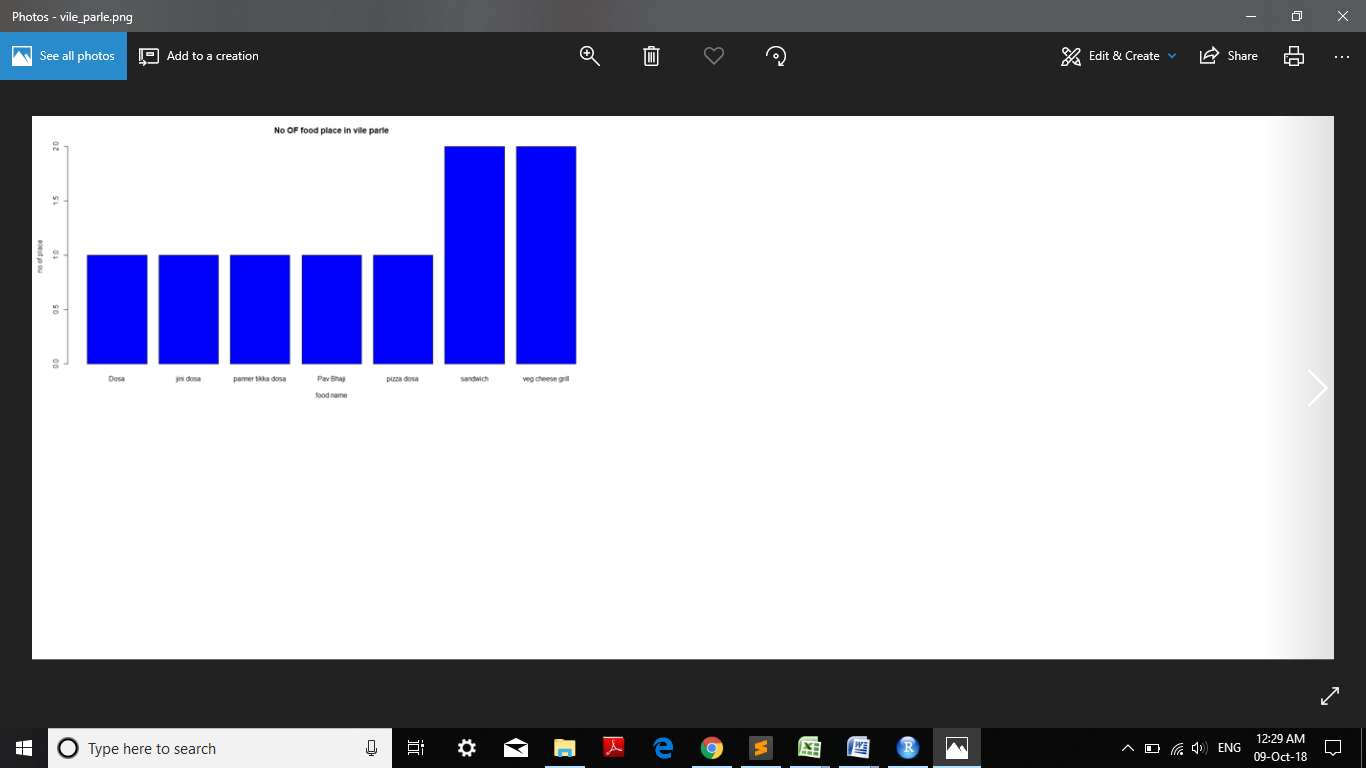 Photos - vile_parle.png
See all photos
Add to a creation
Edit & Create
Share
No OF food place in vile parle
2.0
1.5
1.0
0.5
0.0
no of place
Dosa jini dosa panner tikka dosa Pav Bhaji pizza dosa sandwich veg cheese grill
food name
Type here to search
ENG
12:29 AM
09-Oct-18